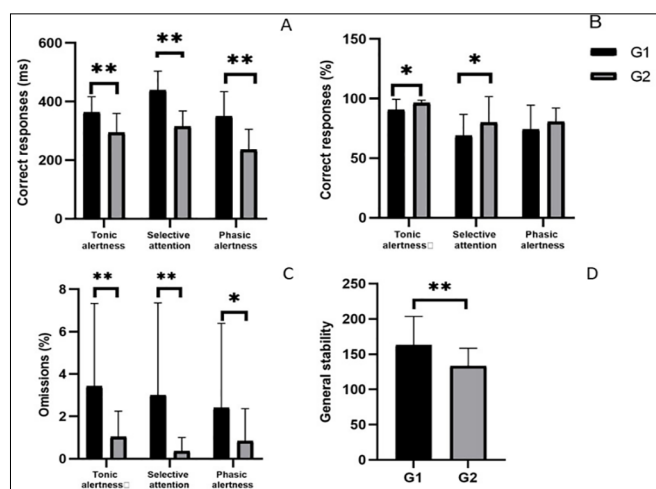 A
Correct responses (ms)
600
400
200
0
**
**
**
Tonic
alertness
Selective
attention
Phasic
alertness
B
Correct responses (%)
150
100
50
0
*
*
Tonic
alertness□
Selective
attention
Phasic
alertness
G1
G2
C
Omissions (%)
8
6
4
2
0
**
**
*
Tonic
alertness□
Selective
attention
Phasic
alertness
D
General stability
250
200
150
100
50
0
**
G1
G2